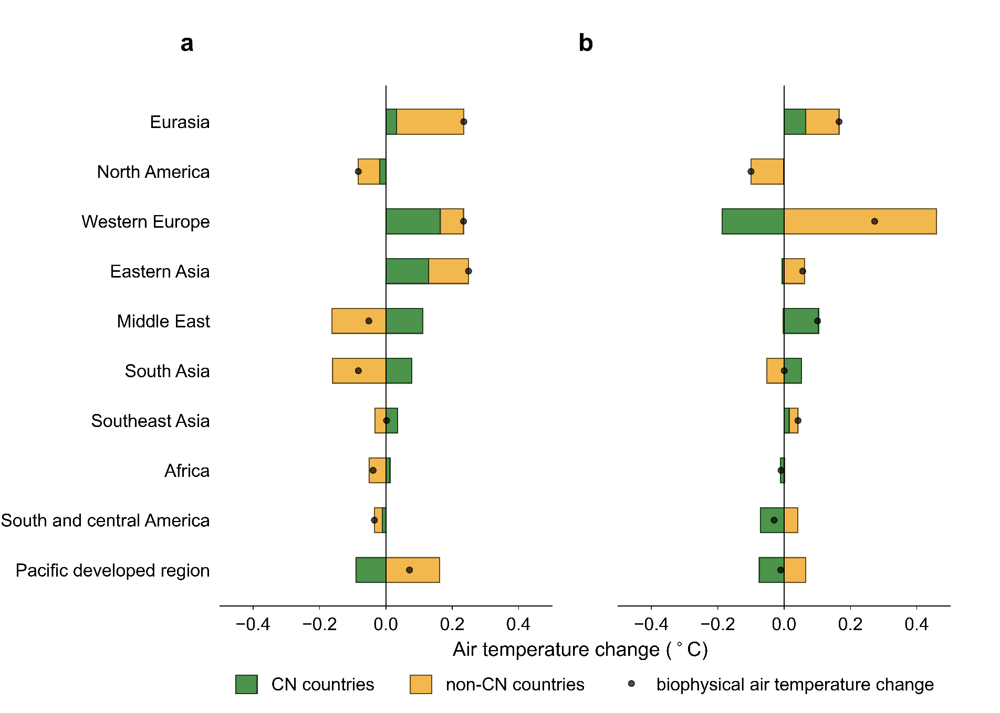 a
b
Eurasia
North America
Western Europe
Eastern Asia
Middle East
South Asia
Southeast Asia
Africa
South and central America
Pacific developed region
−0.4 −0.2 0.0 0.2 0.4
−0.4 −0.2 0.0 0.2 0.4
Air temperature change (°C)
CN countries
non-CN countries
biophysical air temperature change